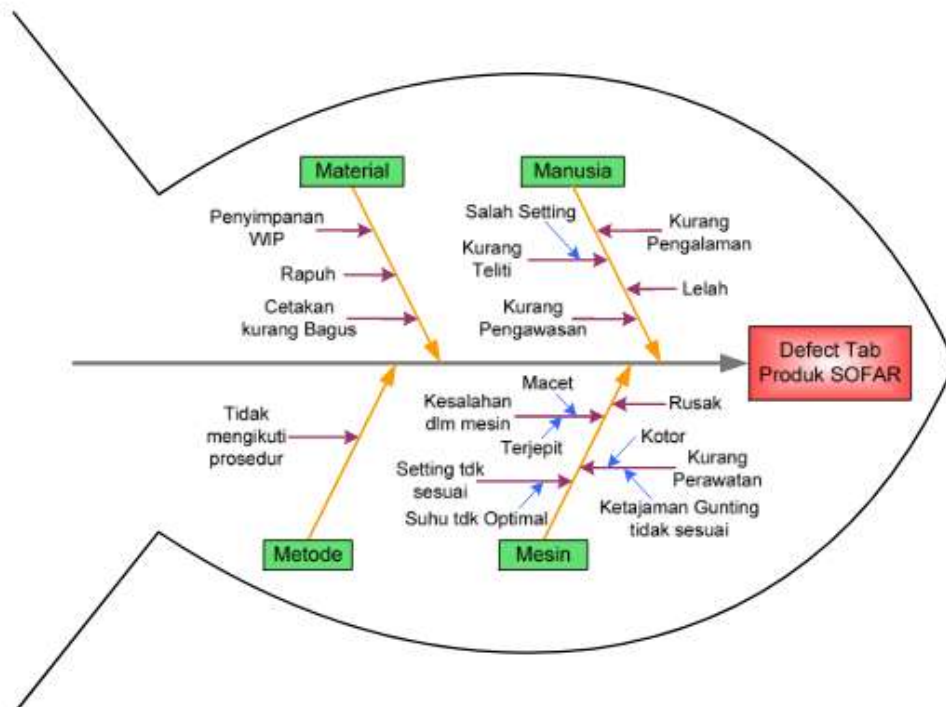 Material
Manusia
Penyimpanan
WIP
Rapuh
Cetakan
kurang Bagus
Salah Setting
Kurang
Teliti
Kurang
Pengawasan
Kurang
Pengalaman
Lelah
Defect Tab
Produk SOFAR
Tidak
mengikuti
prosedur
Macet
Kesalahan
dlm mesin
Terjepit
Rusak
Kotor
Kurang
Perawatan
Setting tdk
sesuai
Suhu tdk Optimal
Ketajaman Gunting
tidak sesuai
Metode
Mesin